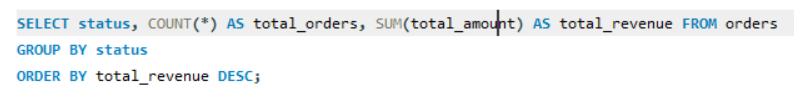 SELECT status, COUNT(*) AS total_orders, SUM(total_amount) AS total_revenue FROM orders
GROUP BY status
ORDER BY total_revenue DESC;